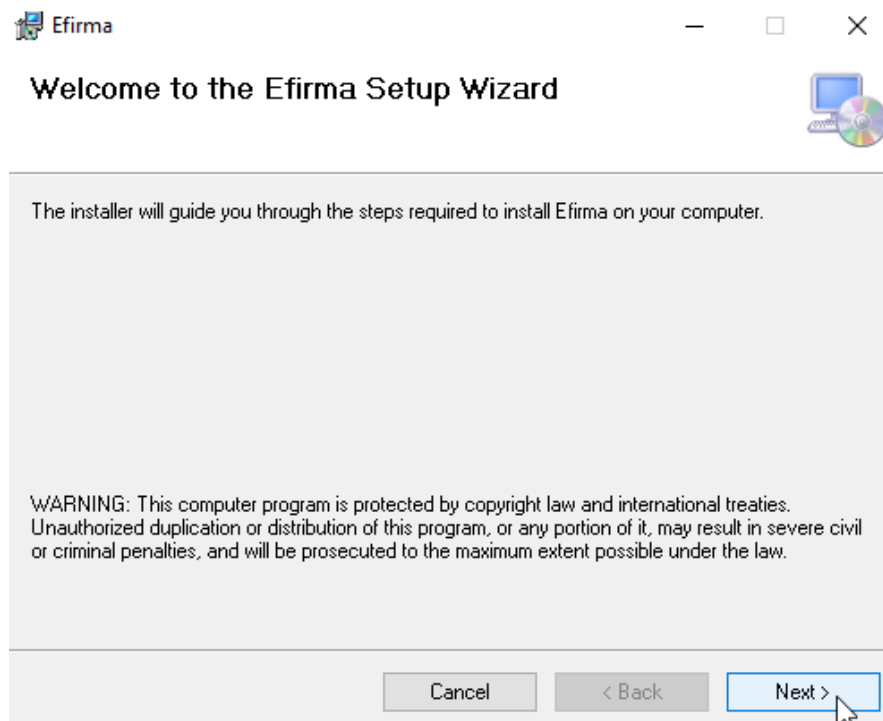 Efirma
Welcome to the Efirma Setup Wizard
The installer will guide you through the steps required to install Efirma on your computer.
WARNING: This computer program is protected by copyright law and international treaties.
Unauthorized duplication or distribution of this program, or any portion of it, may result in severe civil
or criminal penalties, and will be prosecuted to the maximum extent possible under the law.
Cancel < Back Next >